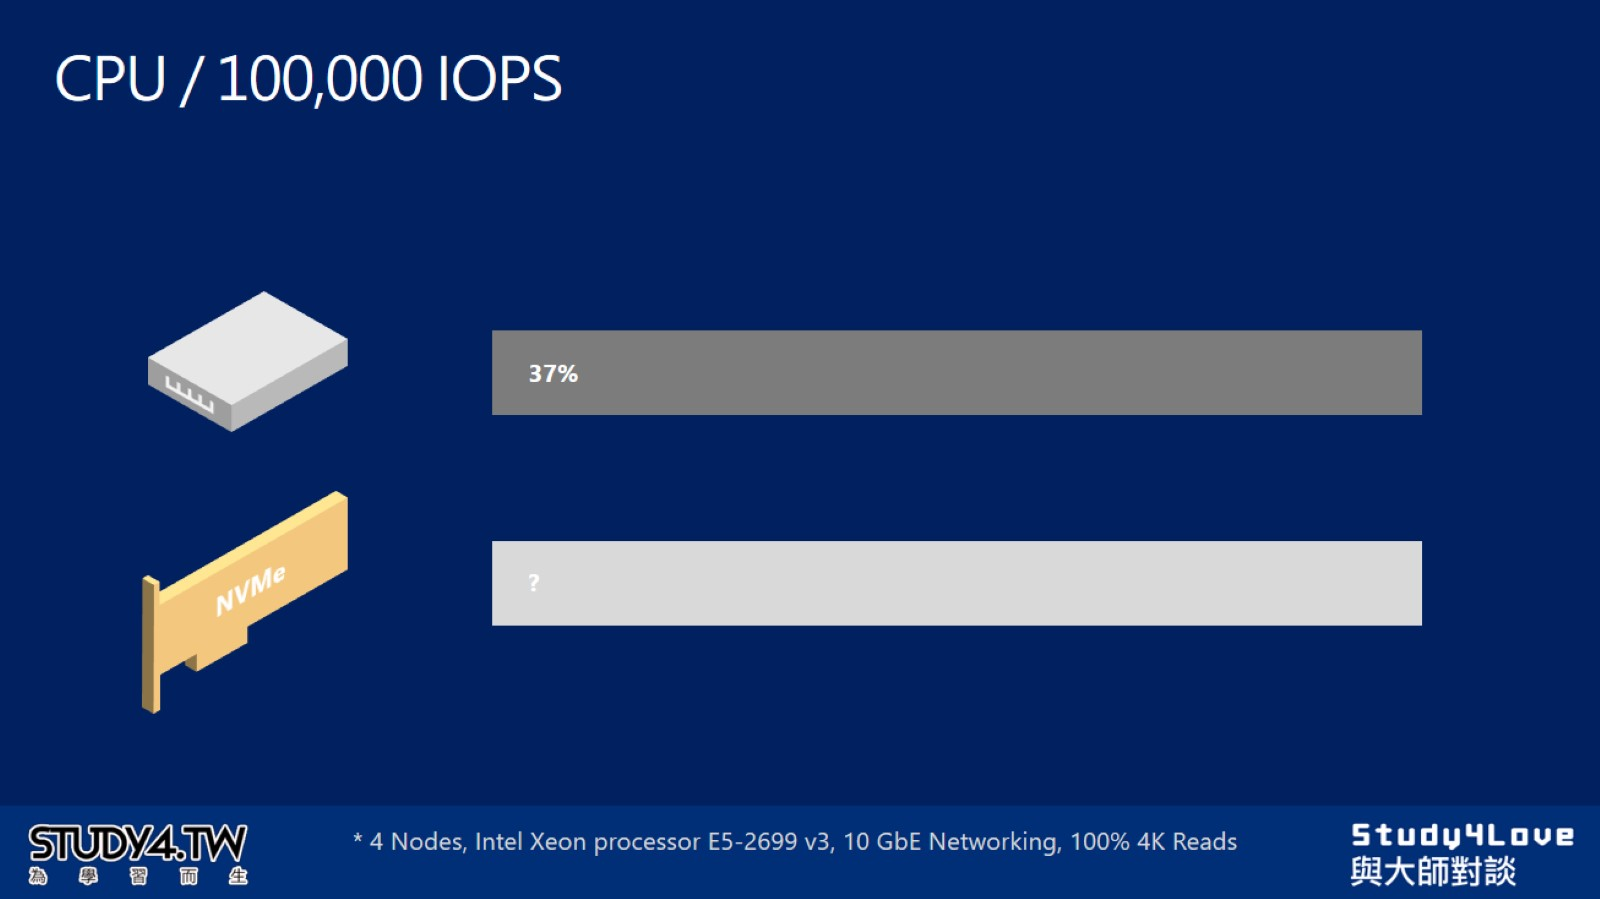 CPU / 100,000 IOPS
37%
NVMe
?
STUDY4.TW
為學習而生
* 4 Nodes, Intel Xeon processor E5-2699 v3, 10 GbE Networking, 100% 4K Reads
Study4Love
與大師對談